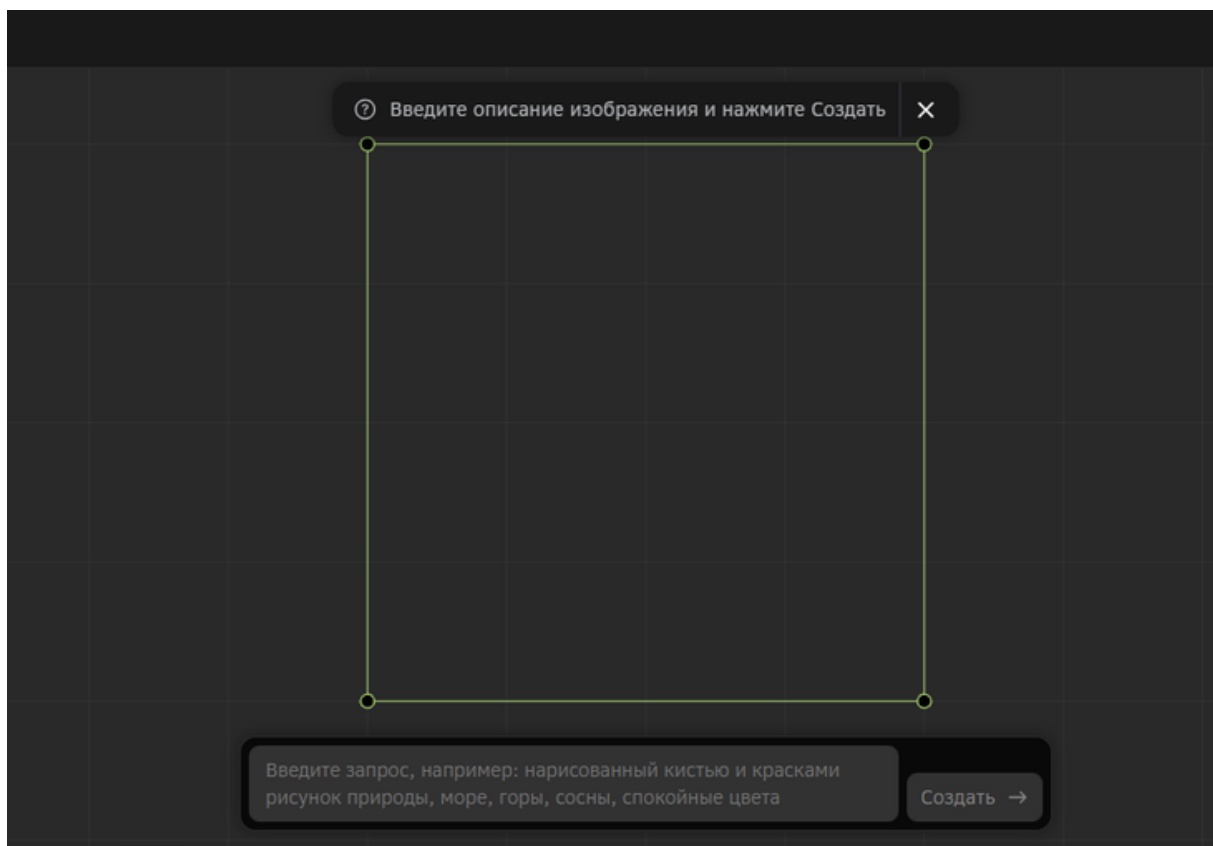 Введите описание изображения и нажмите Создать
Введите запрос, например: нарисованный кистью и красками
рисунок природы, море, горы, сосны, спокойные цвета
Создать →